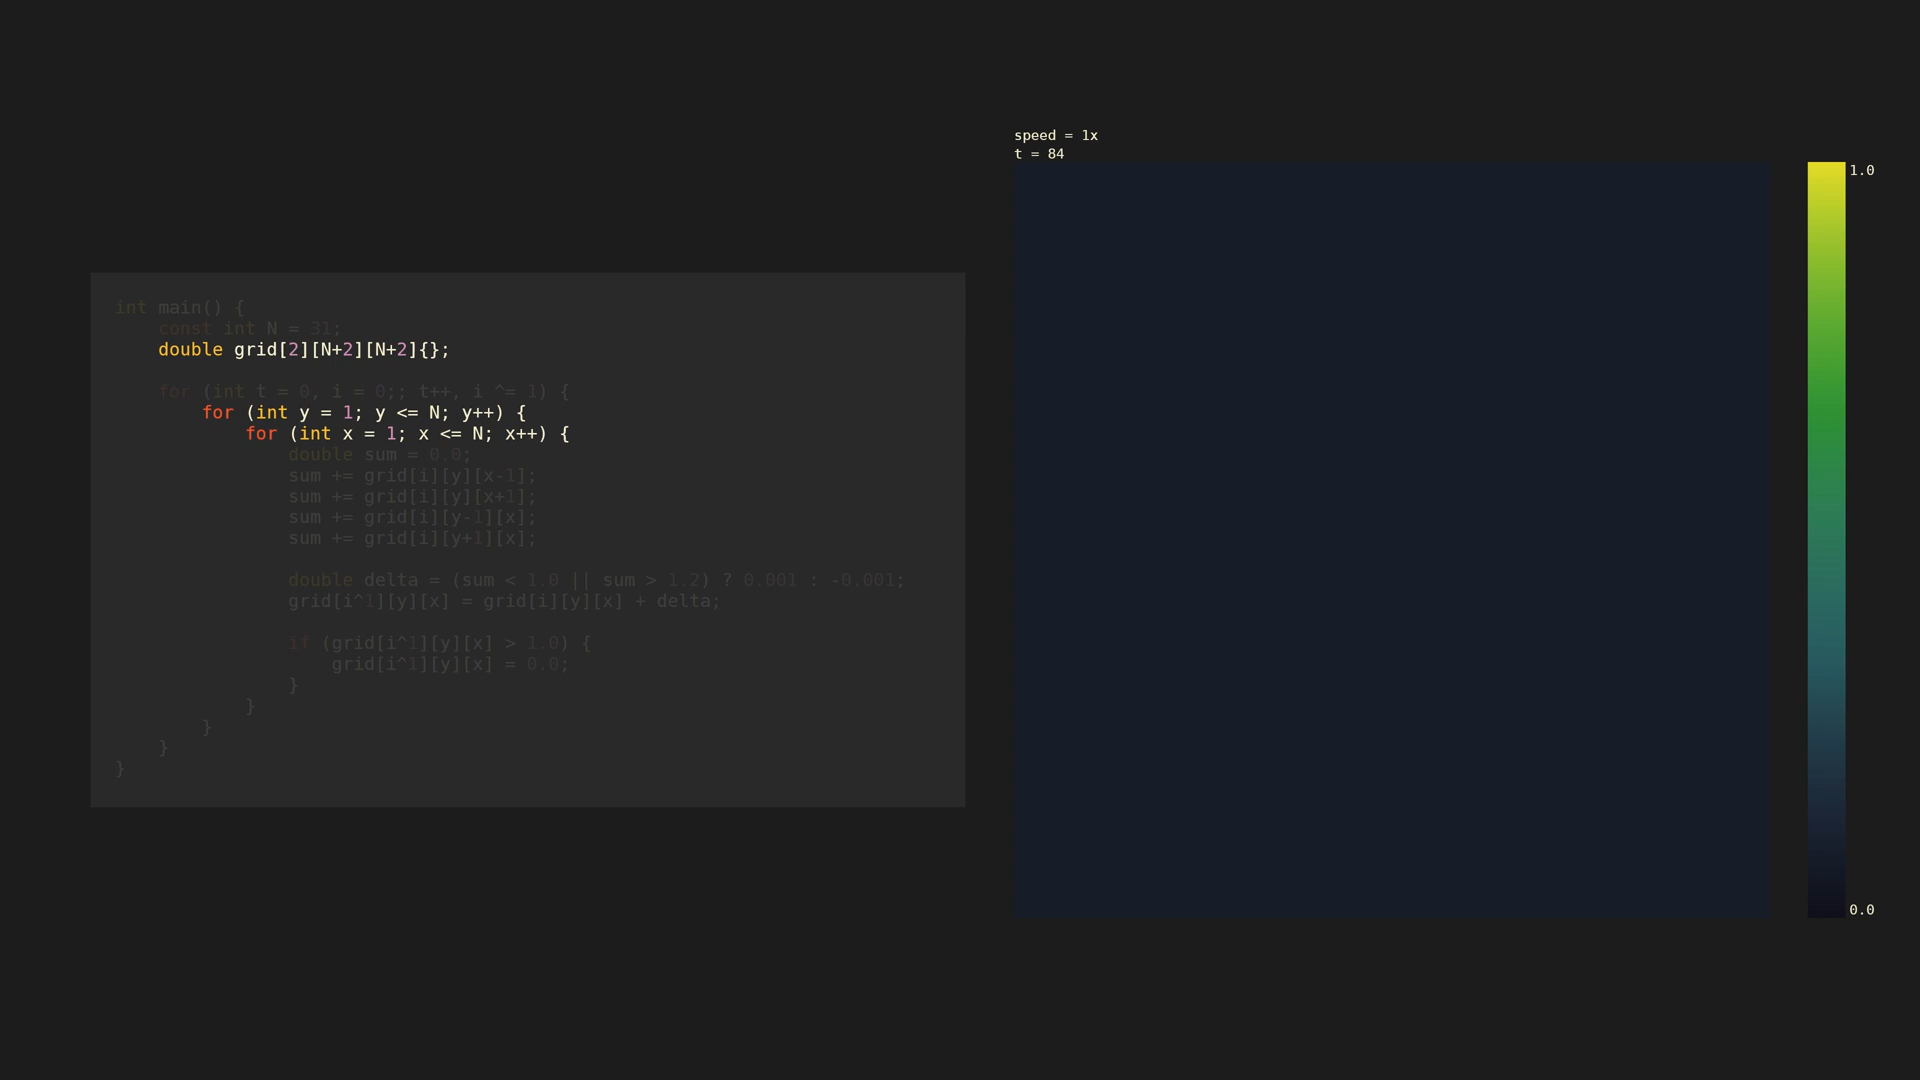 int main() {
    const int N = 31;
    double grid[2][N+2][N+2]{};
    for (int t = 0, i = 0;; t++, i ^= 1) {
        for (int y = 1; y <= N; y++) {
            for (int x = 1; x <= N; x++) {
                double sum = 0.0;
                sum += grid[i][y][x-1];
                sum += grid[i][y][x+1];
                sum += grid[i][y-1][x];
                sum += grid[i][y+1][x];
                double delta = (sum < 1.0 || sum > 1.2) ? 0.001 : -0.001;
                grid[i^1][y][x] = grid[i][y][x] + delta;
                if (grid[i^1][y][x] > 1.0) {
                    grid[i^1][y][x] = 0.0;
                }
            }
        }
    }
}
speed = 1x
t = 84
1.0
0.0